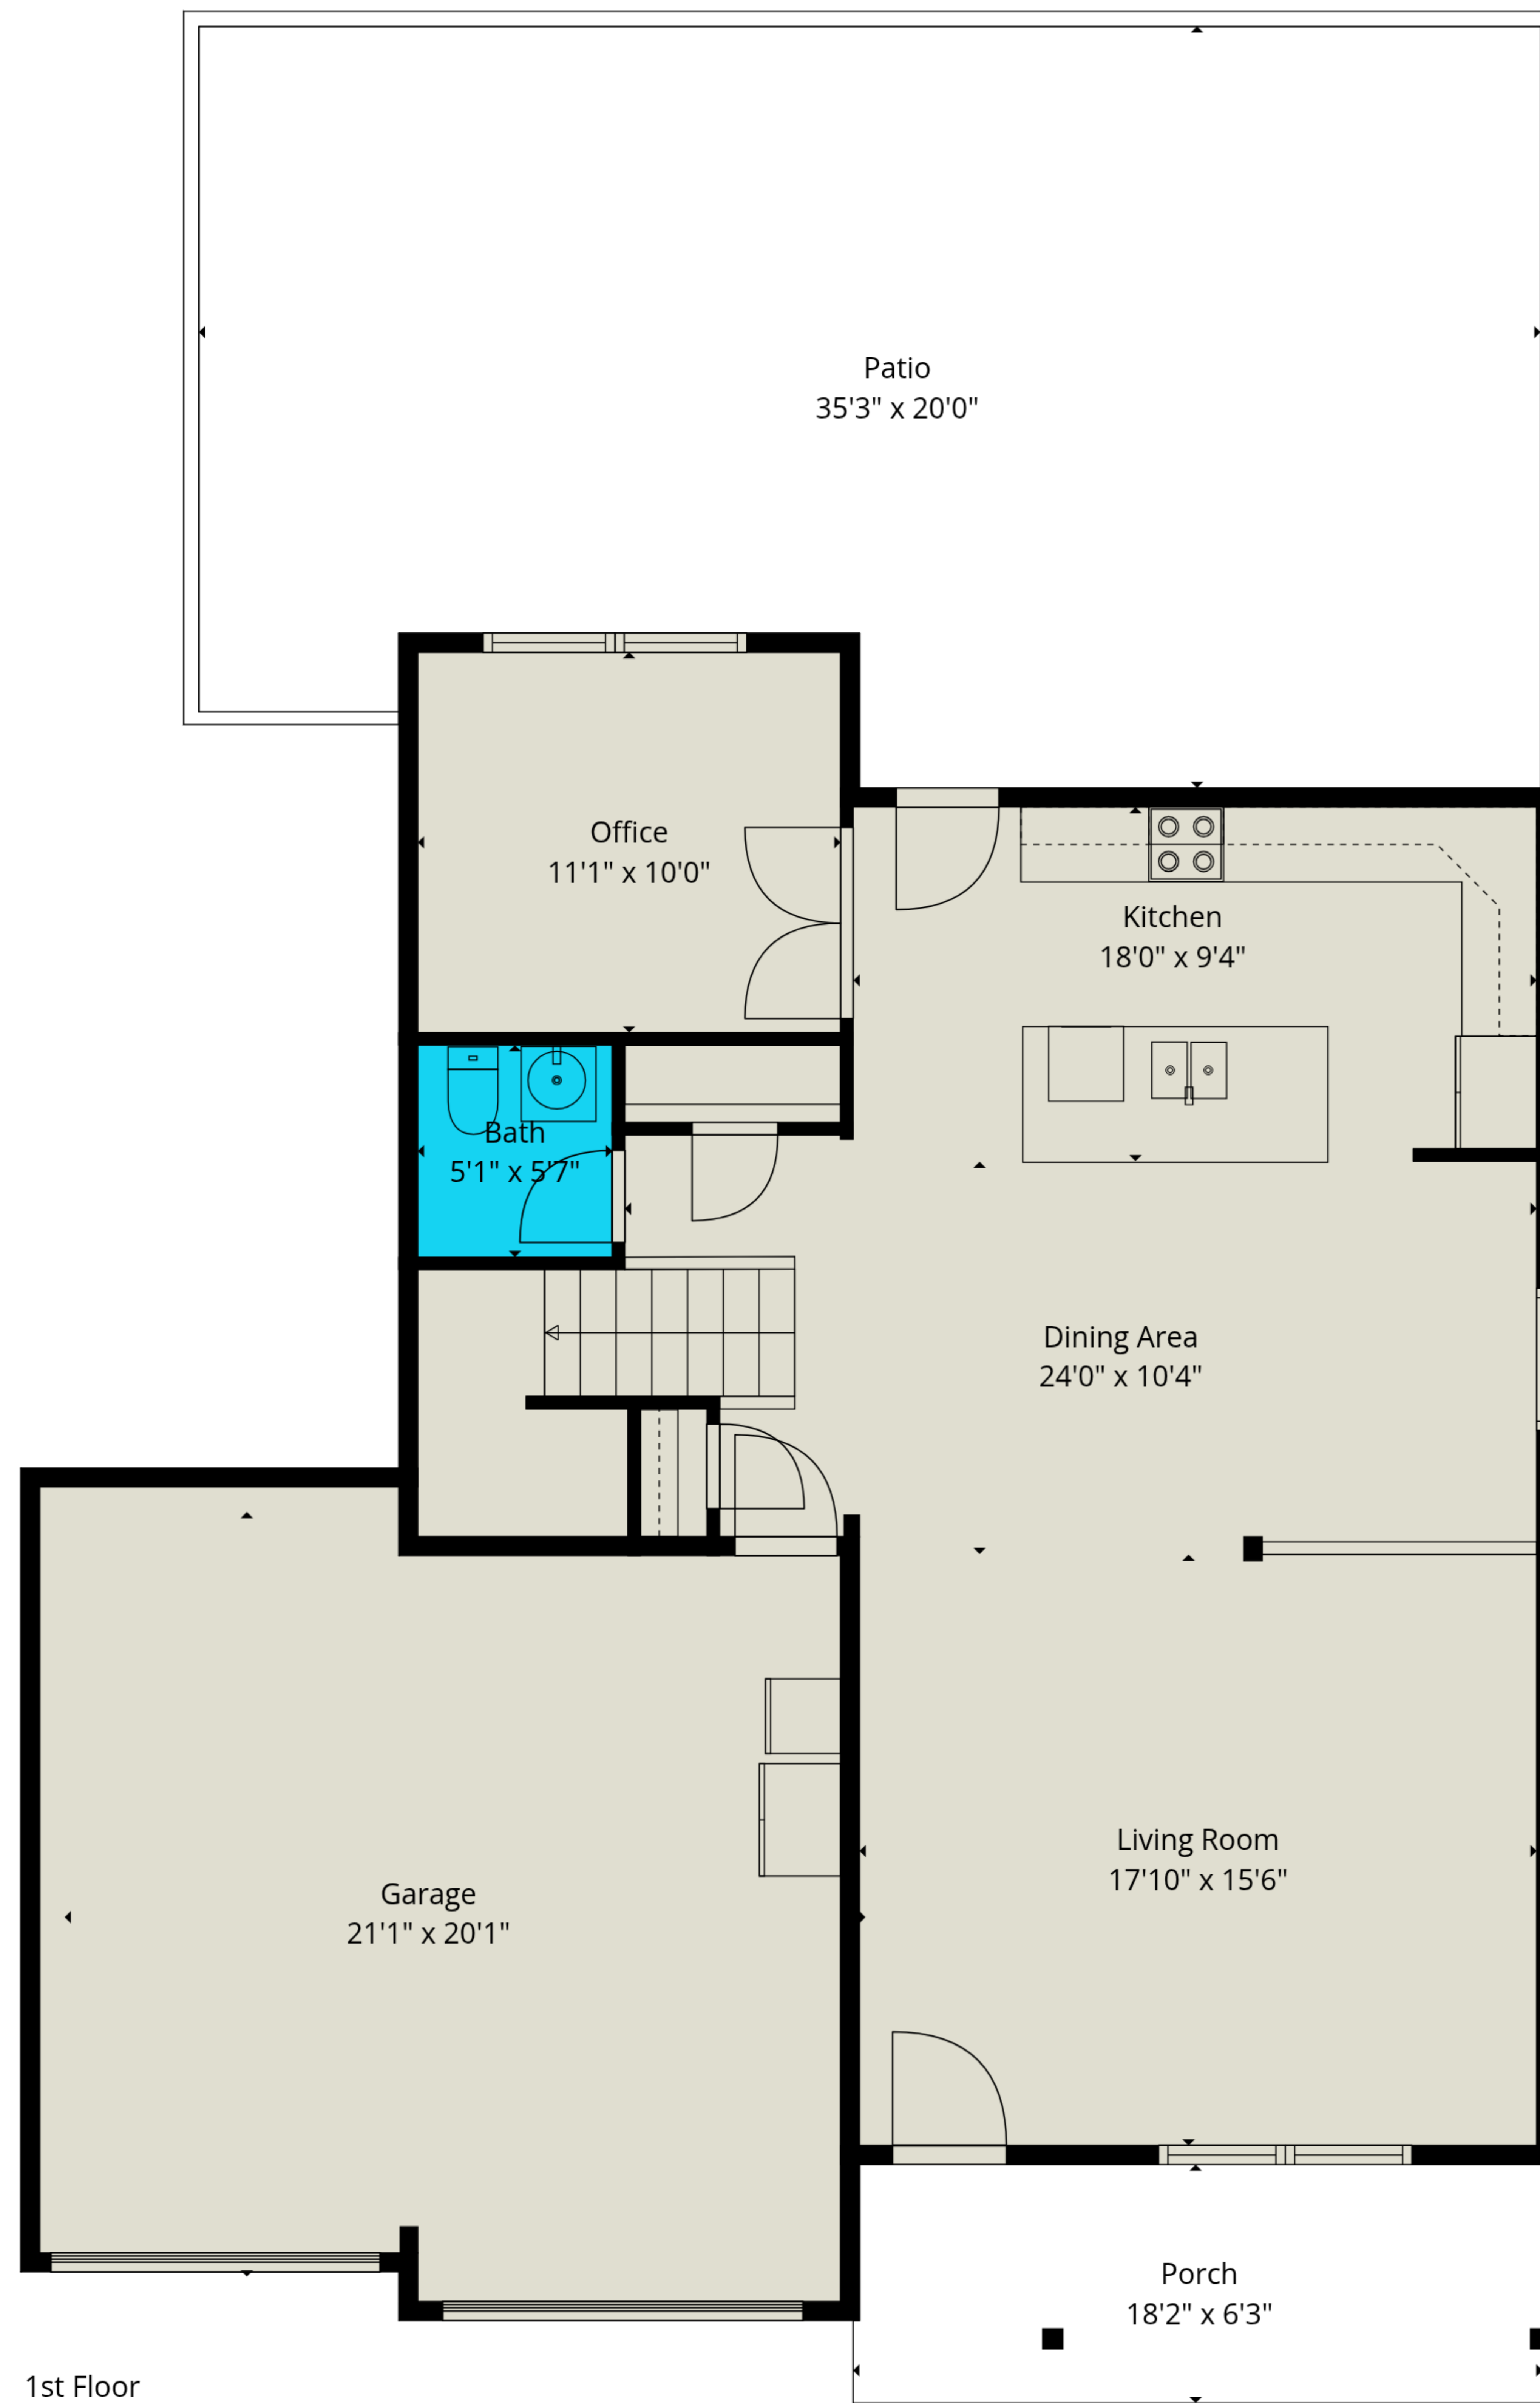 Patio
35'3" x 20'0"
Office
11'1" x 10'0"
Kitchen
18'0" x 9'4"
Bath
5'1" x 5'7"
Dining Area
24'0" x 10'4"
Living Room
17'10" x 15'6"
Garage
21'1" x 20'1"
Porch
18'2" x 6'3"
1st Floor